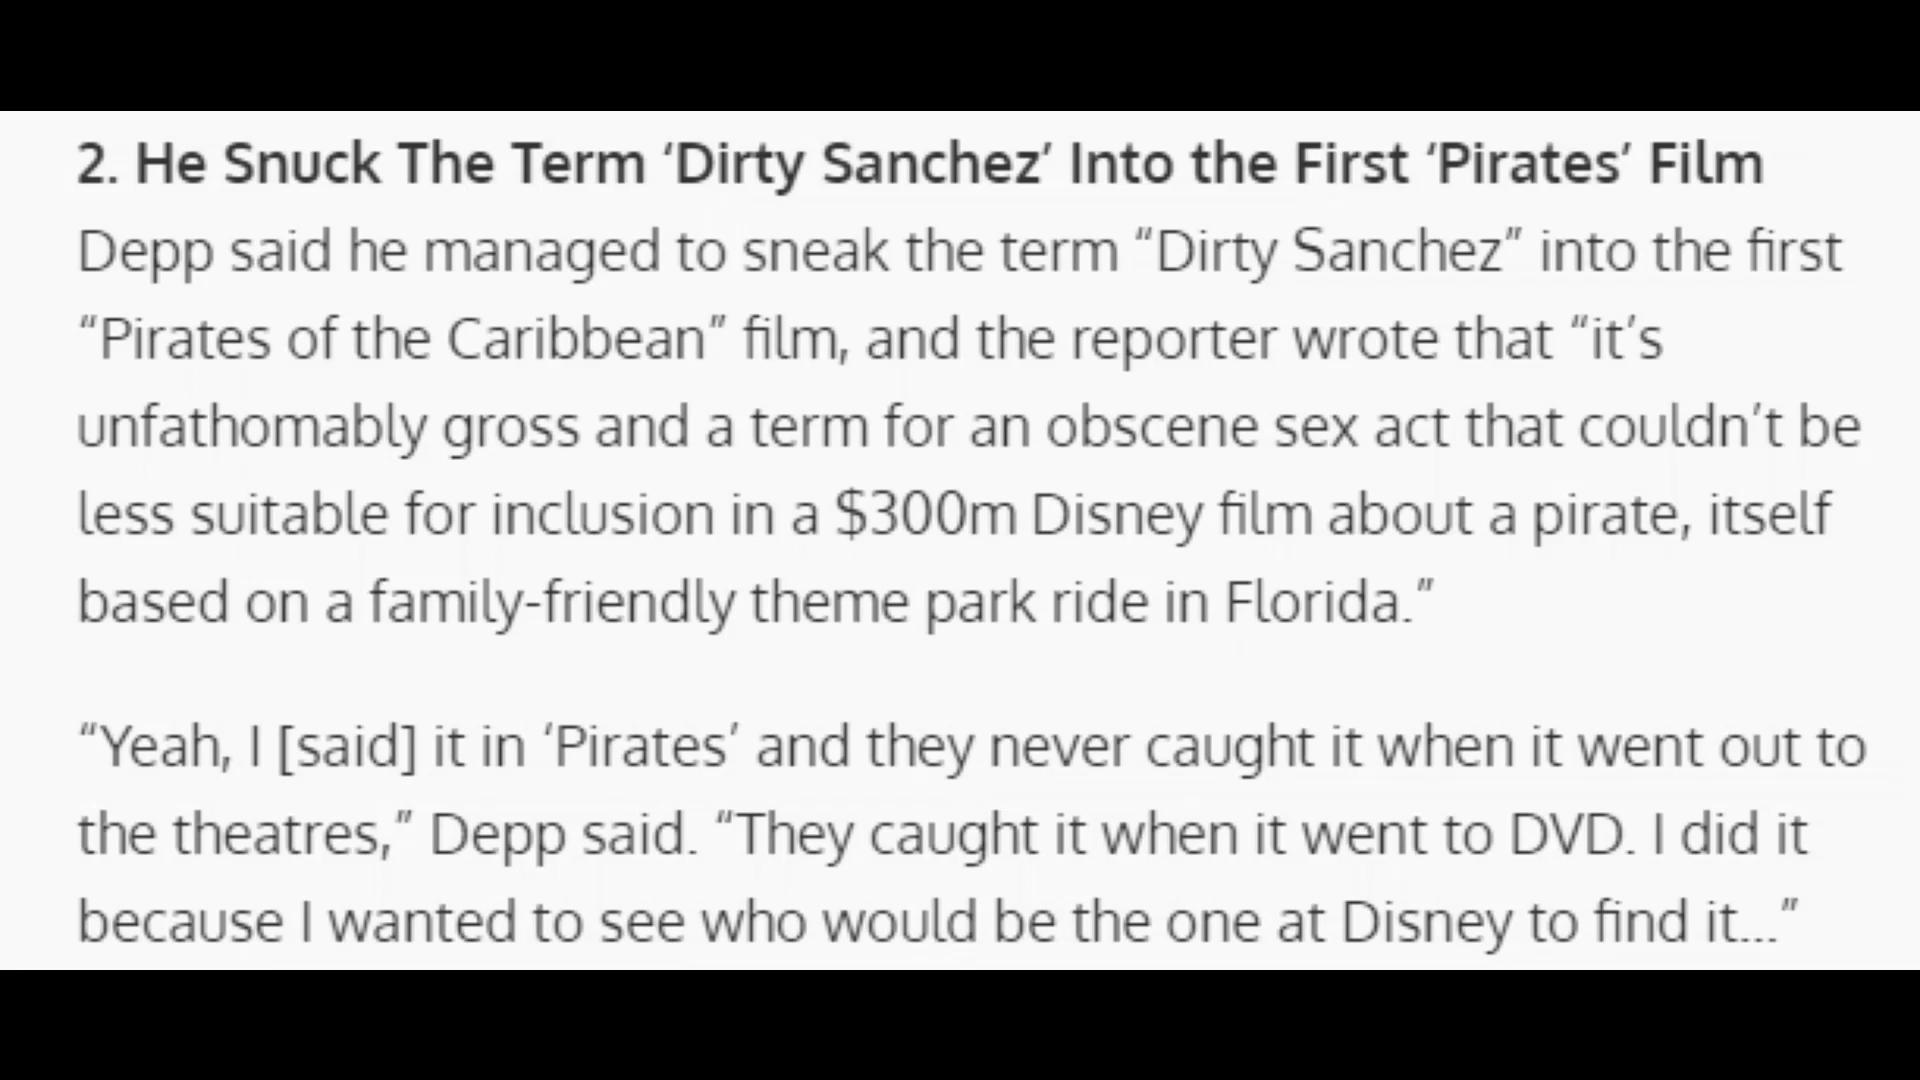 2. He Snuck The Term ‘Dirty Sanchez’ Into the First ‘Pirates’ Film
Depp said he managed to sneak the term “Dirty Sanchez” into the first
“Pirates of the Caribbean” film, and the reporter wrote that “it’s
unfathomably gross and a term for an obscene sex act that couldn’t be
less suitable for inclusion in a $300m Disney film about a pirate, itself
based on a family-friendly theme park ride in Florida.”
“Yeah, I [said] it in ‘Pirates’ and they never caught it when it went out to
the theatres,” Depp said. “They caught it when it went to DVD. I did it
because I wanted to see who would be the one at Disney to find it...”